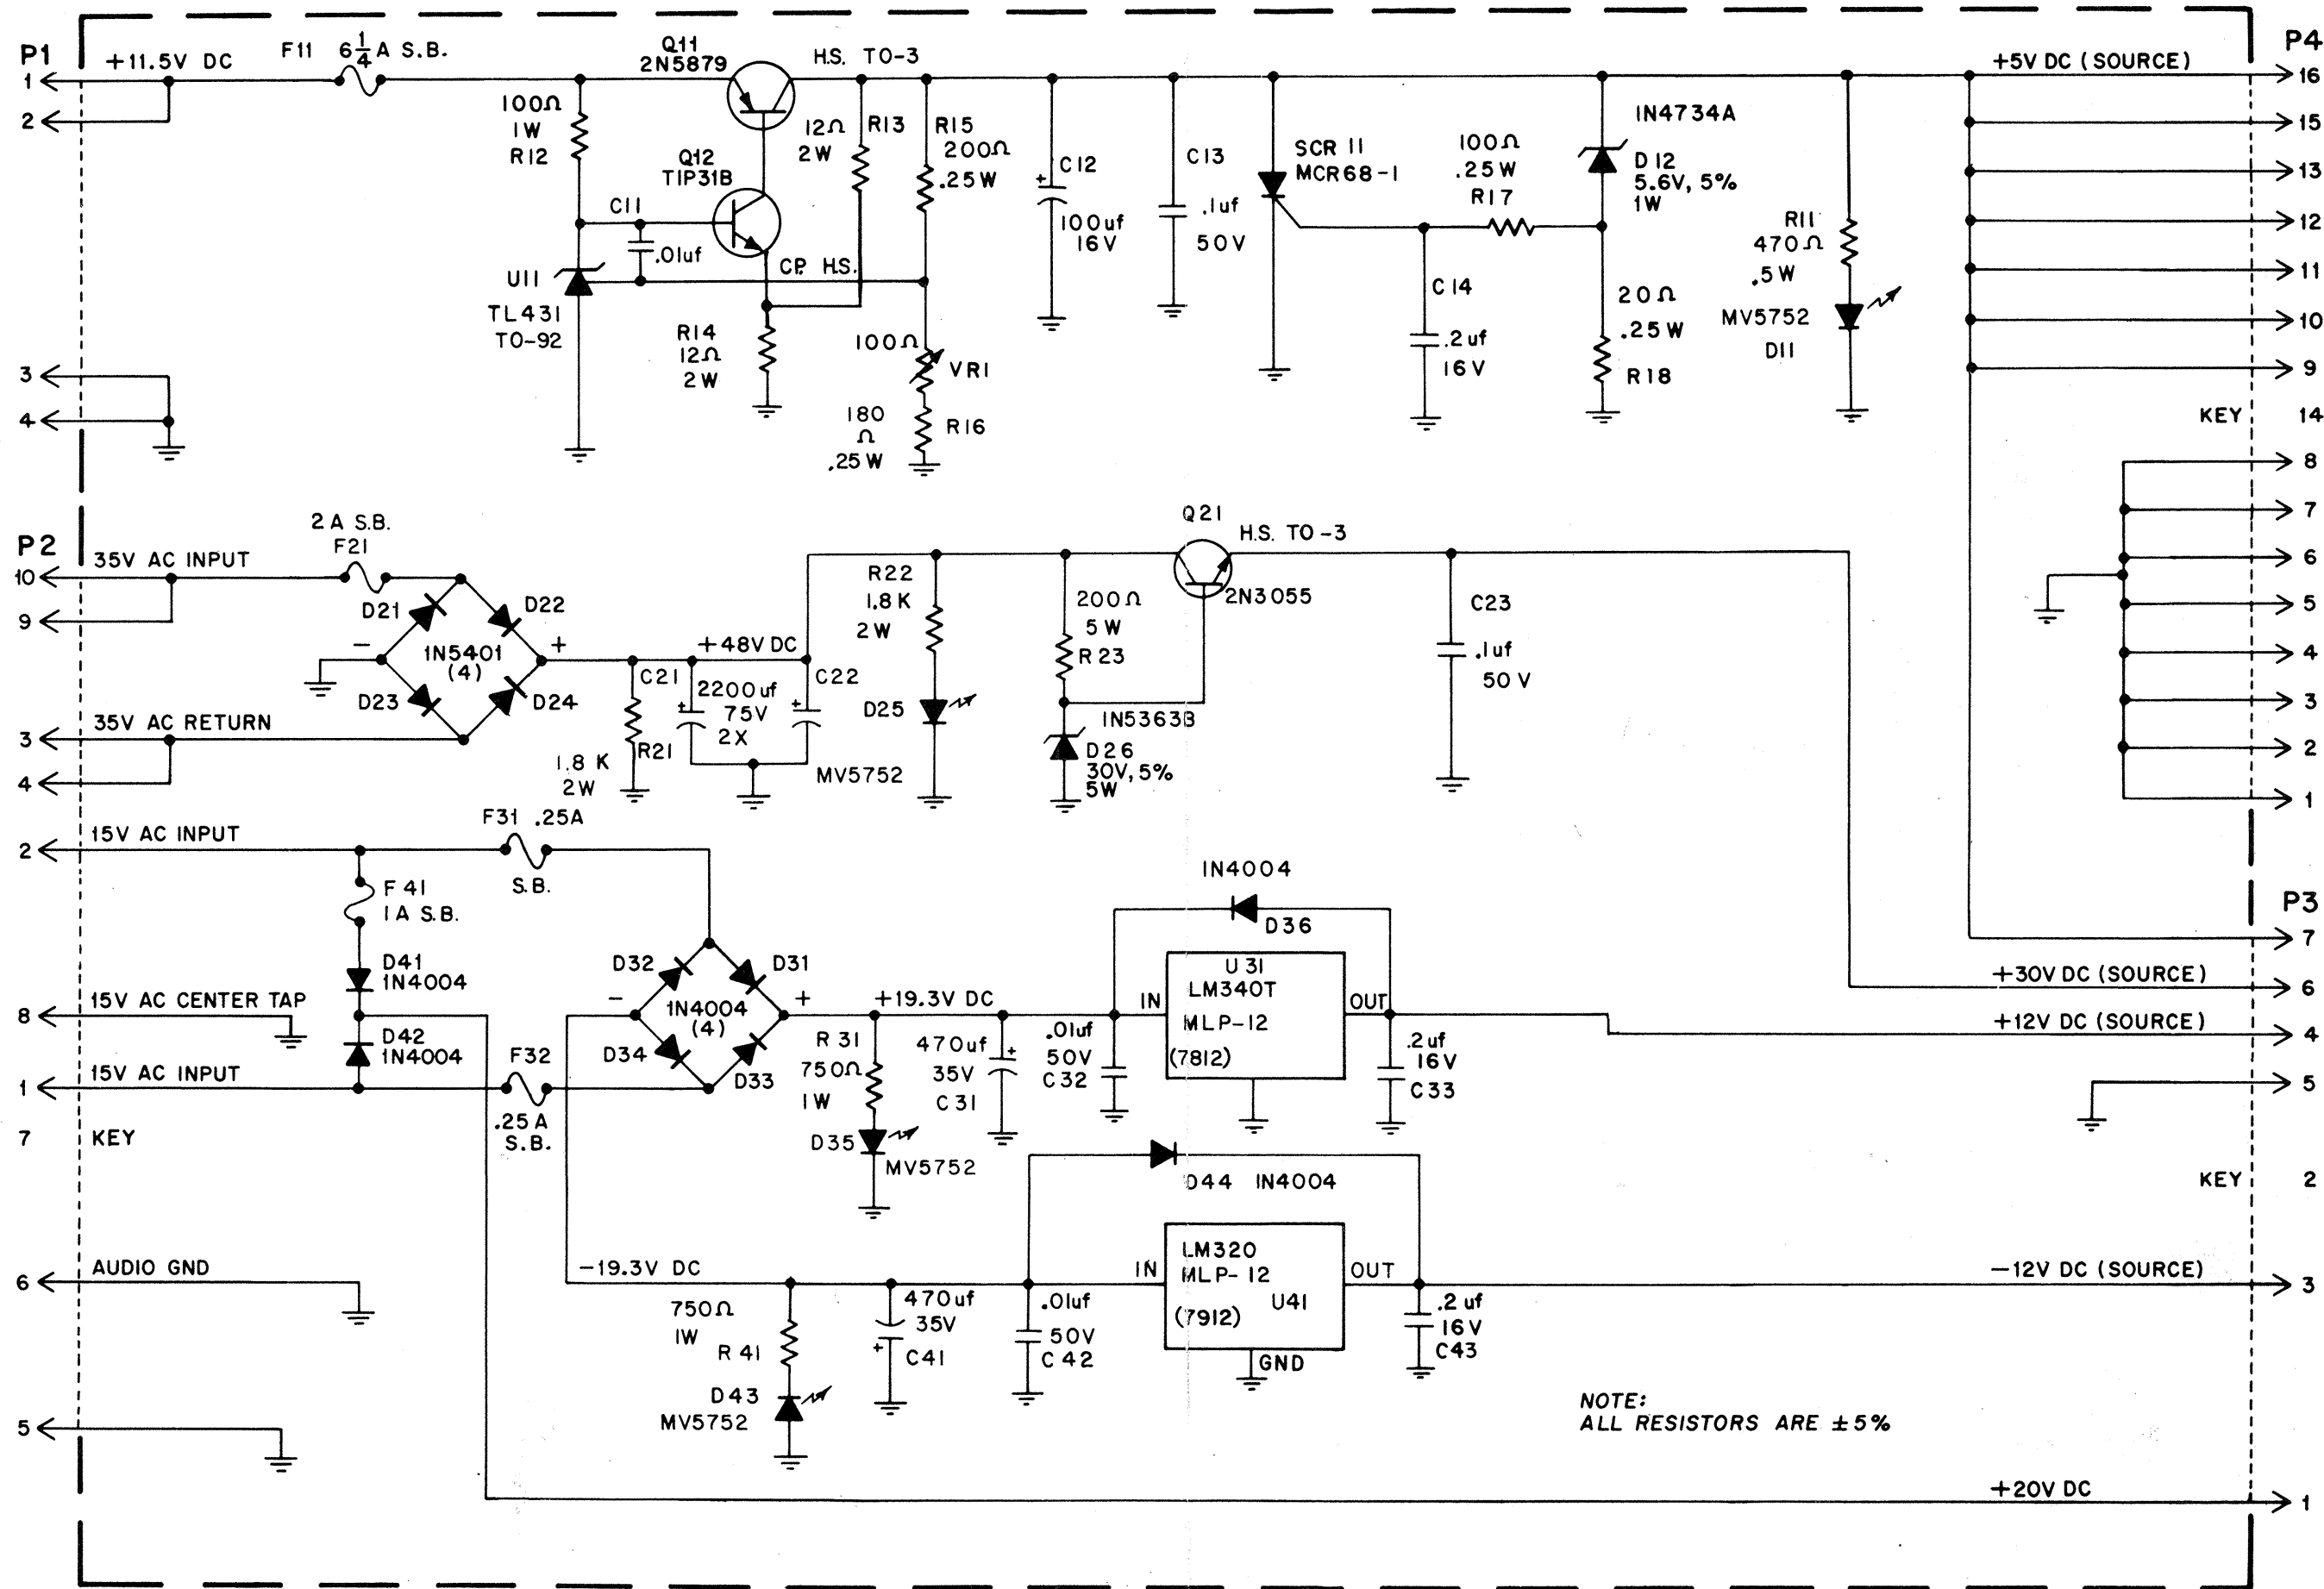 P1
1
2
3
4
+11.5V DC
F11 6 1/4 A S.B.
Q11
2N5879
H.S. TO-3
100Ω
1W
R12
Q12
TIP31B
C11
.01uf
U11
TL431
TO-92
C.P. H.S.
R14
12Ω
2W
12Ω
2W
R13
R15
200Ω
.25W
100Ω
VR1
180
Ω
.25W
R16
+
C12
100uf
16V
C13
.1uf
50V
SCR 11
MCR68-1
100Ω
.25W
R17
C14
.2uf
16V
1N4734A
D12
5.6V, 5%
1W
20Ω
.25W
R18
R11
470Ω
.5W
MV5752
D11
+5V DC (SOURCE)
P4
16
15
13
12
11
10
9
KEY 14
8
7
6
5
4
3
2
1
P2
10
9
3
4
2
8
1
7
6
5
35V AC INPUT
2A S.B.
F21
D21
D22
-
+
1N5401
(4)
D23
D24
35V AC RETURN
+48V DC
1.8 K
2W
R21
C21
2200uf
75V
2X
+
+
C22
R22
1.8K
2W
D25
MV5752
200Ω
5W
R23
1N5363B
D26
30V, 5%
5W
Q21
H.S. TO-3
2N3055
C23
.1uf
50V
15V AC INPUT
F31 .25A
S.B.
F41
1A S.B.
D41
1N4004
15V AC CENTER TAP
D42
1N4004
15V AC INPUT
F32
.25A
S.B.
KEY
D32
D31
-
+
1N4004
(4)
D34
D33
+19.3V DC
R31
750Ω
1W
D35
MV5752
470uf
35V
C31
+
.01uf
50V
C32
1N4004
D36
U31
LM340T
IN
OUT
MLP-12
(7812)
.2uf
16V
C33
P3
7
+30V DC (SOURCE)
6
+12V DC (SOURCE)
4
5
KEY 2
AUDIO GND
-19.3V DC
750Ω
1W
R41
D43
MV5752
470uf
35V
+
C41
.01uf
50V
C42
D44 1N4004
LM320
IN
OUT
MLP-12
U41
(7912)
GND
.2uf
16V
C43
-12V DC (SOURCE)
3
NOTE:
ALL RESISTORS ARE ±5%
+20V DC
1